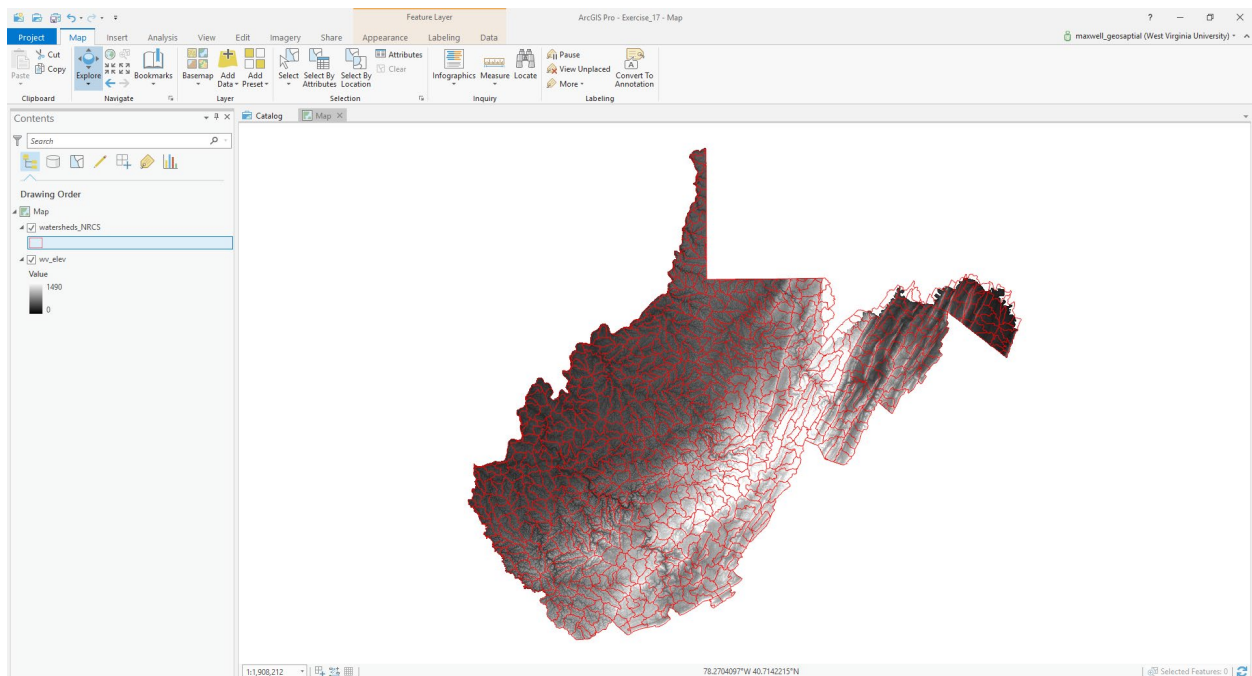 Feature Layer
ArcGIS Pro - Exercise_17 - Map
? – ×
Project Map Insert Analysis View Edit Imagery Share Appearance Labeling Data
maxwell_geosaptial (West Virginia University)
Cut
Copy
Paste
Explore
Bookmarks
Basemap
Add Data
Add Preset
Select
Select By Attributes
Select By Location
Attributes
Clear
Infographics
Measure
Locate
Pause
View Unplaced
More
Convert To Annotation
Clipboard Navigate Layer Selection Inquiry Labeling
Contents
Catalog
Map
Search
Drawing Order
Map
watersheds_NRCS
wv_elev
Value
1490
0
1:1,908,212
78.2704097°W 40.7142215°N
Selected Features: 0